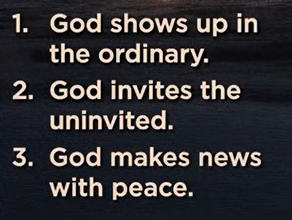 1. God shows up in
the ordinary.
2. God invites the
uninvited.
3. God makes news
with peace.